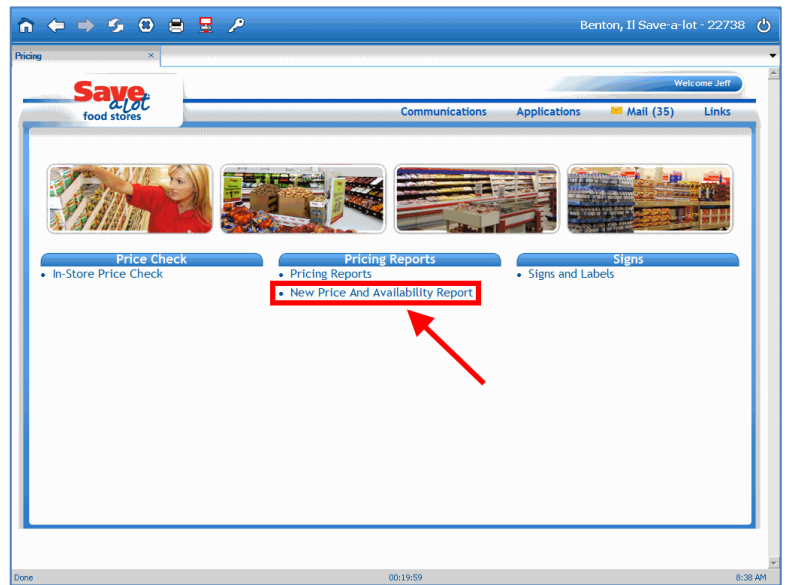 Benton, Il Save-a-lot - 22738
Pricing ×
Welcome Jeff
Save
a lot
food stores
Communications Applications Mail (35) Links
Price Check Pricing Reports Signs
• In-Store Price Check • Pricing Reports • Signs and Labels
• New Price And Availability Report
Done 00:19:59 8:38 AM